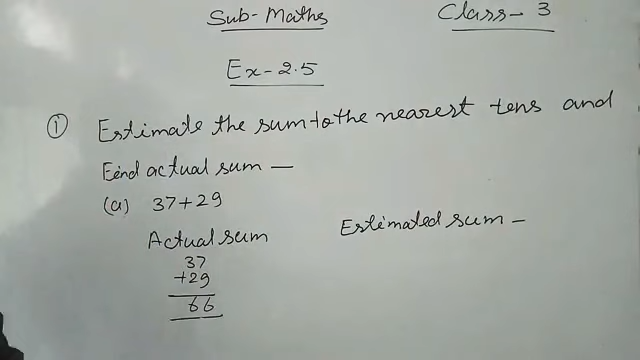 Sub-Maths
Class-3
Ex-2.5
① Estimate the sum to the nearest tens and
Find actual sum —
(a) 37+29
Actual sum
Estimated sum -
37
+29
66